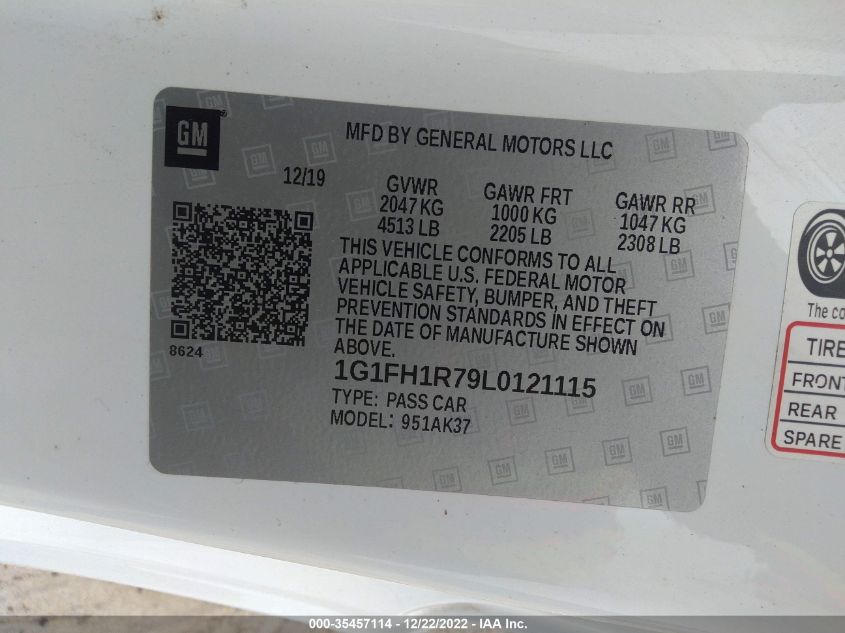 GM ®
MFD BY GENERAL MOTORS LLC
12/19
GVWR
2047 KG
4513 LB
GAWR FRT
1000 KG
2205 LB
GAWR RR
1047 KG
2308 LB
THIS VEHICLE CONFORMS TO ALL
APPLICABLE U.S. FEDERAL MOTOR
VEHICLE SAFETY, BUMPER, AND THEFT
PREVENTION STANDARDS IN EFFECT ON
THE DATE OF MANUFACTURE SHOWN
ABOVE.
8624
1G1FH1R79L0121115
TYPE: PASS CAR
MODEL: 951AK37
The co
TIRE
FRONT
REAR
SPARE
000-35457114 - 12/22/2022 - IAA Inc.